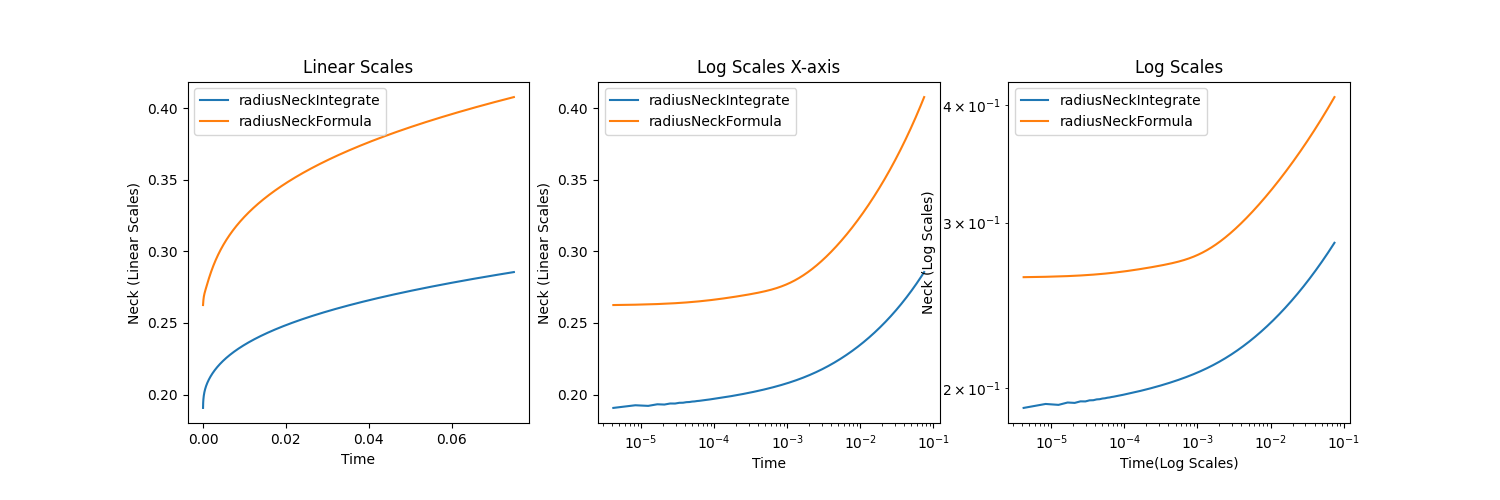 Linear Scales
radiusNeckIntegrate
radiusNeckFormula
Neck (Linear Scales)
0.40
0.35
0.30
0.25
0.20
0.00 0.02 0.04 0.06
Time
Log Scales X-axis
radiusNeckIntegrate
radiusNeckFormula
Neck (Linear Scales)
0.40
0.35
0.30
0.25
0.20
10⁻⁵ 10⁻⁴ 10⁻³ 10⁻² 10⁻¹
Time
Log Scales
radiusNeckIntegrate
radiusNeckFormula
Neck (Log Scales)
4 × 10⁻¹
3 × 10⁻¹
2 × 10⁻¹
10⁻⁵ 10⁻⁴ 10⁻³ 10⁻² 10⁻¹
Time(Log Scales)